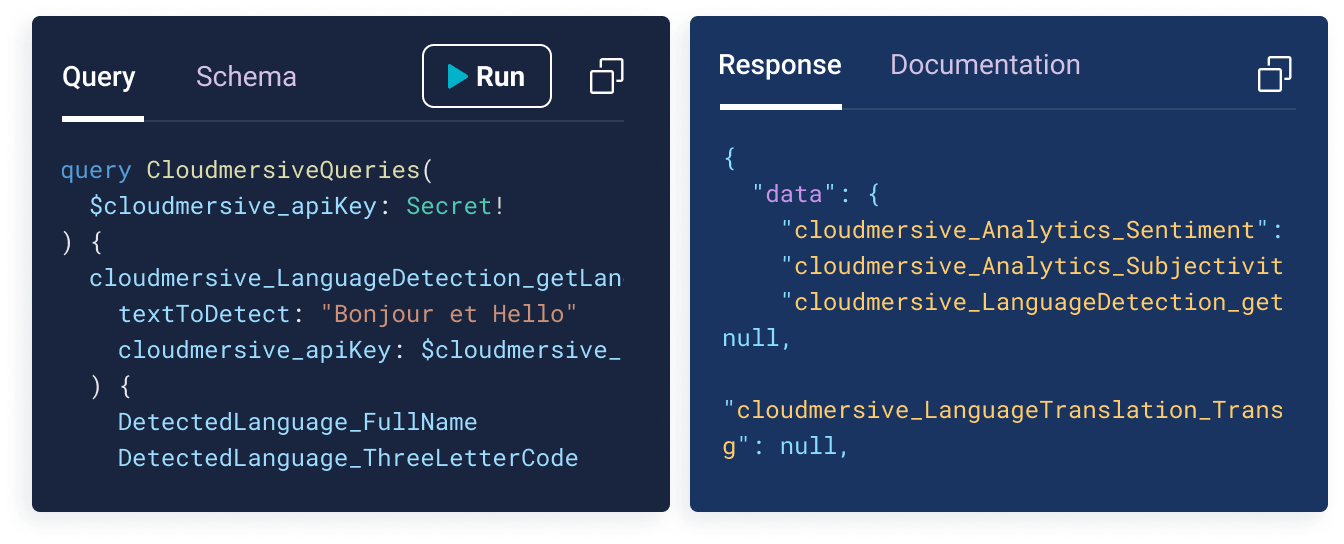 Query Schema Run
query CloudmersiveQueries(
$cloudmersive_apiKey: Secret!
) {
cloudmersive_LanguageDetection_getLan
textToDetect: "Bonjour et Hello"
cloudmersive_apiKey: $cloudmersive_
) {
DetectedLanguage_FullName
DetectedLanguage_ThreeLetterCode
Response Documentation
{
"data": {
"cloudmersive_Analytics_Sentiment":
"cloudmersive_Analytics_Subjectivit
"cloudmersive_LanguageDetection_get
null,
"cloudmersive_LanguageTranslation_Trans
g": null,